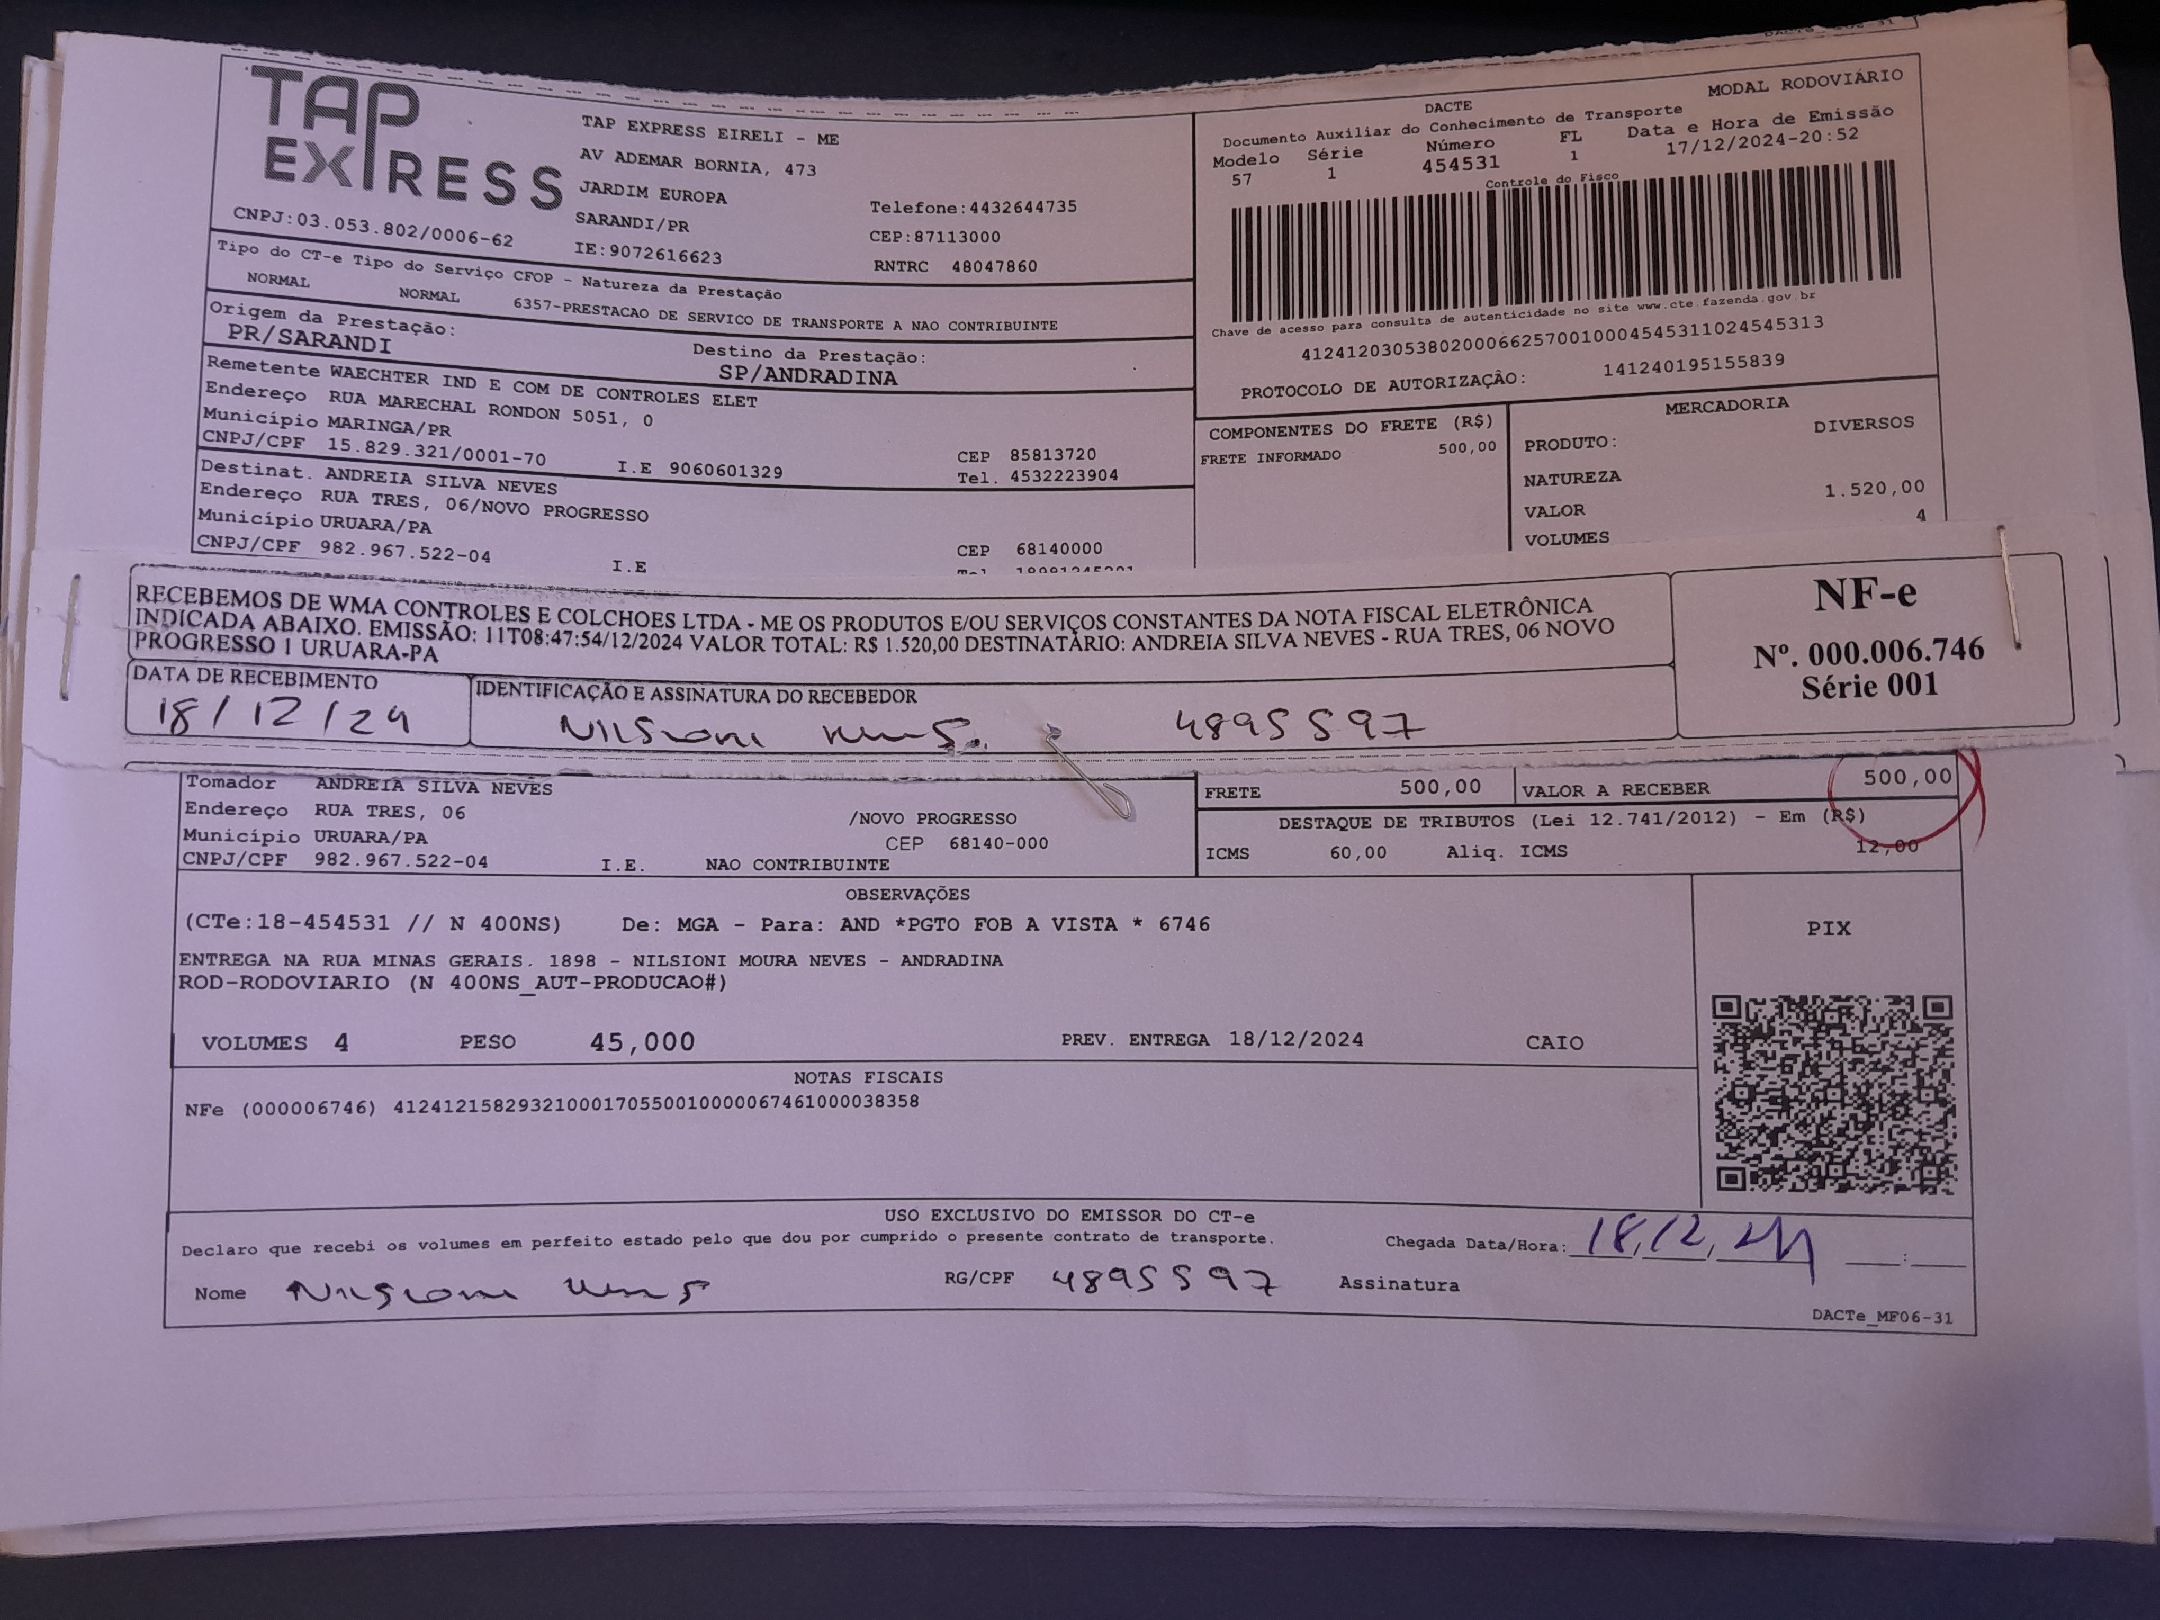 TAP EXPRESS
TAP EXPRESS EIRELI - ME
AV ADEMAR BORNIA, 473
JARDIM EUROPA
SARANDI/PR
IE:9072616623
Telefone:4432644735
CEP:87113000
RNTRC 48047860
CNPJ:03.053.802/0006-62
DACTE
MODAL RODOVIÁRIO
Documento Auxiliar do Conhecimento de Transporte
Modelo Série Número FL Data e Hora de Emissão
57 1 454531 1 17/12/2024-20:52
Controle do Fisco
Chave de acesso para consulta de autenticidade no site www.cte.fazenda.gov.br
41241203053802000662570010004545311024545313
PROTOCOLO DE AUTORIZAÇÃO: 141240195155839
Tipo do CT-e Tipo do Serviço CFOP - Natureza da Prestação
NORMAL NORMAL 6357-PRESTACAO DE SERVICO DE TRANSPORTE A NAO CONTRIBUINTE
Origem da Prestação: Destino da Prestação:
PR/SARANDI SP/ANDRADINA
Remetente WAECHTER IND E COM DE CONTROLES ELET
Endereço RUA MARECHAL RONDON 5051, 0
Município MARINGA/PR CEP 85813720
CNPJ/CPF 15.829.321/0001-70 I.E 9060601329 Tel. 4532223904
Destinat. ANDREIA SILVA NEVES
Endereço RUA TRES, 06/NOVO PROGRESSO
Município URUARA/PA CEP 68140000
CNPJ/CPF 982.967.522-04 I.E
COMPONENTES DO FRETE (R$)
FRETE INFORMADO 500,00
MERCADORIA
PRODUTO: DIVERSOS
NATUREZA
VALOR 1.520,00
VOLUMES 4
RECEBEMOS DE WMA CONTROLES E COLCHOES LTDA - ME OS PRODUTOS E/OU SERVIÇOS CONSTANTES DA NOTA FISCAL ELETRÔNICA
INDICADA ABAIXO. EMISSÃO: 11T08:47:54/12/2024 VALOR TOTAL: R$ 1.520,00 DESTINATÁRIO: ANDREIA SILVA NEVES - RUA TRES, 06 NOVO
PROGRESSO 1 URUARA-PA
NF-e
Nº. 000.006.746
Série 001
DATA DE RECEBIMENTO
18/12/24
IDENTIFICAÇÃO E ASSINATURA DO RECEBEDOR
Nilsioni 4895597
Tomador ANDREIA SILVA NEVES
Endereço RUA TRES, 06 /NOVO PROGRESSO
Município URUARA/PA CEP 68140-000
CNPJ/CPF 982.967.522-04 I.E. NAO CONTRIBUINTE
FRETE 500,00 VALOR A RECEBER 500,00
DESTAQUE DE TRIBUTOS (Lei 12.741/2012) - Em (R$)
ICMS 60,00 Aliq. ICMS 12,00
OBSERVAÇÕES
(CTe:18-454531 // N 400NS) De: MGA - Para: AND *PGTO FOB A VISTA * 6746
ENTREGA NA RUA MINAS GERAIS. 1898 - NILSIONI MOURA NEVES - ANDRADINA
ROD-RODOVIARIO (N 400NS_AUT-PRODUCAO#)
PIX
VOLUMES 4 PESO 45,000 PREV. ENTREGA 18/12/2024 CAIO
NOTAS FISCAIS
NFe (000006746) 41241215829321000170550010000067461000038358
USO EXCLUSIVO DO EMISSOR DO CT-e
Declaro que recebi os volumes em perfeito estado pelo que dou por cumprido o presente contrato de transporte.
Chegada Data/Hora: 18,12,24 :
Nome Nilsioni RG/CPF 4895597 Assinatura
DACTe_MF06-31